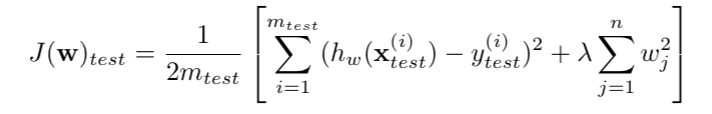 J(\mathbf{w})_{test} = \frac{1}{2m_{test}} \left[ \sum_{i=1}^{m_{test}} (h_w(\mathbf{x}_{test}^{(i)}) - y_{test}^{(i)})^2 + \lambda \sum_{j=1}^{n} w_j^2 \right]